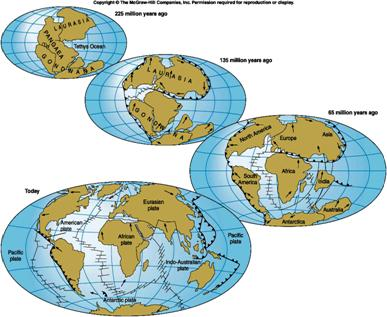 Copyright © The McGraw-Hill Companies, Inc. Permission required for reproduction or display.
225 million years ago
LAURASIA
PANGAEA
Tethys Ocean
GONDWANA
135 million years ago
LAURASIA
GONDWANA
65 million years ago
North America
Europe
Asia
South America
Africa
India
Australia
Antarctica
Today
Eurasian plate
American plate
African plate
Pacific plate
Pacific plate
Indo-Australian plate
Antarctic plate